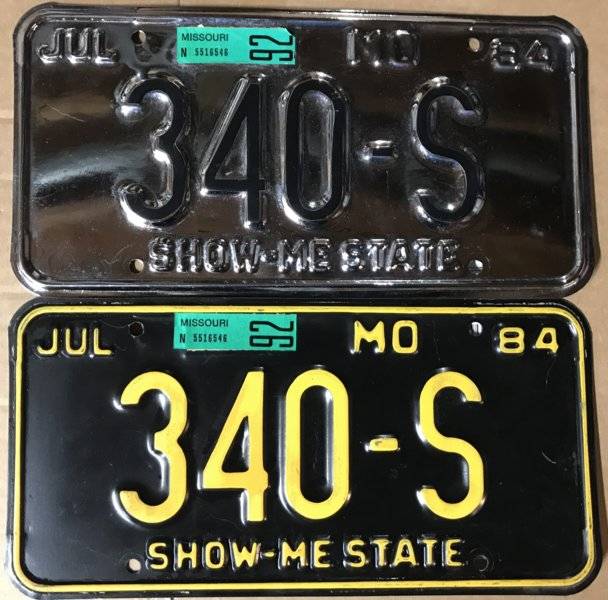 JUL MISSOURI 92 MO 84
N 5516546
340-S
SHOW-ME STATE
JUL MISSOURI 92 MO 84
N 5516546
340-S
SHOW-ME STATE